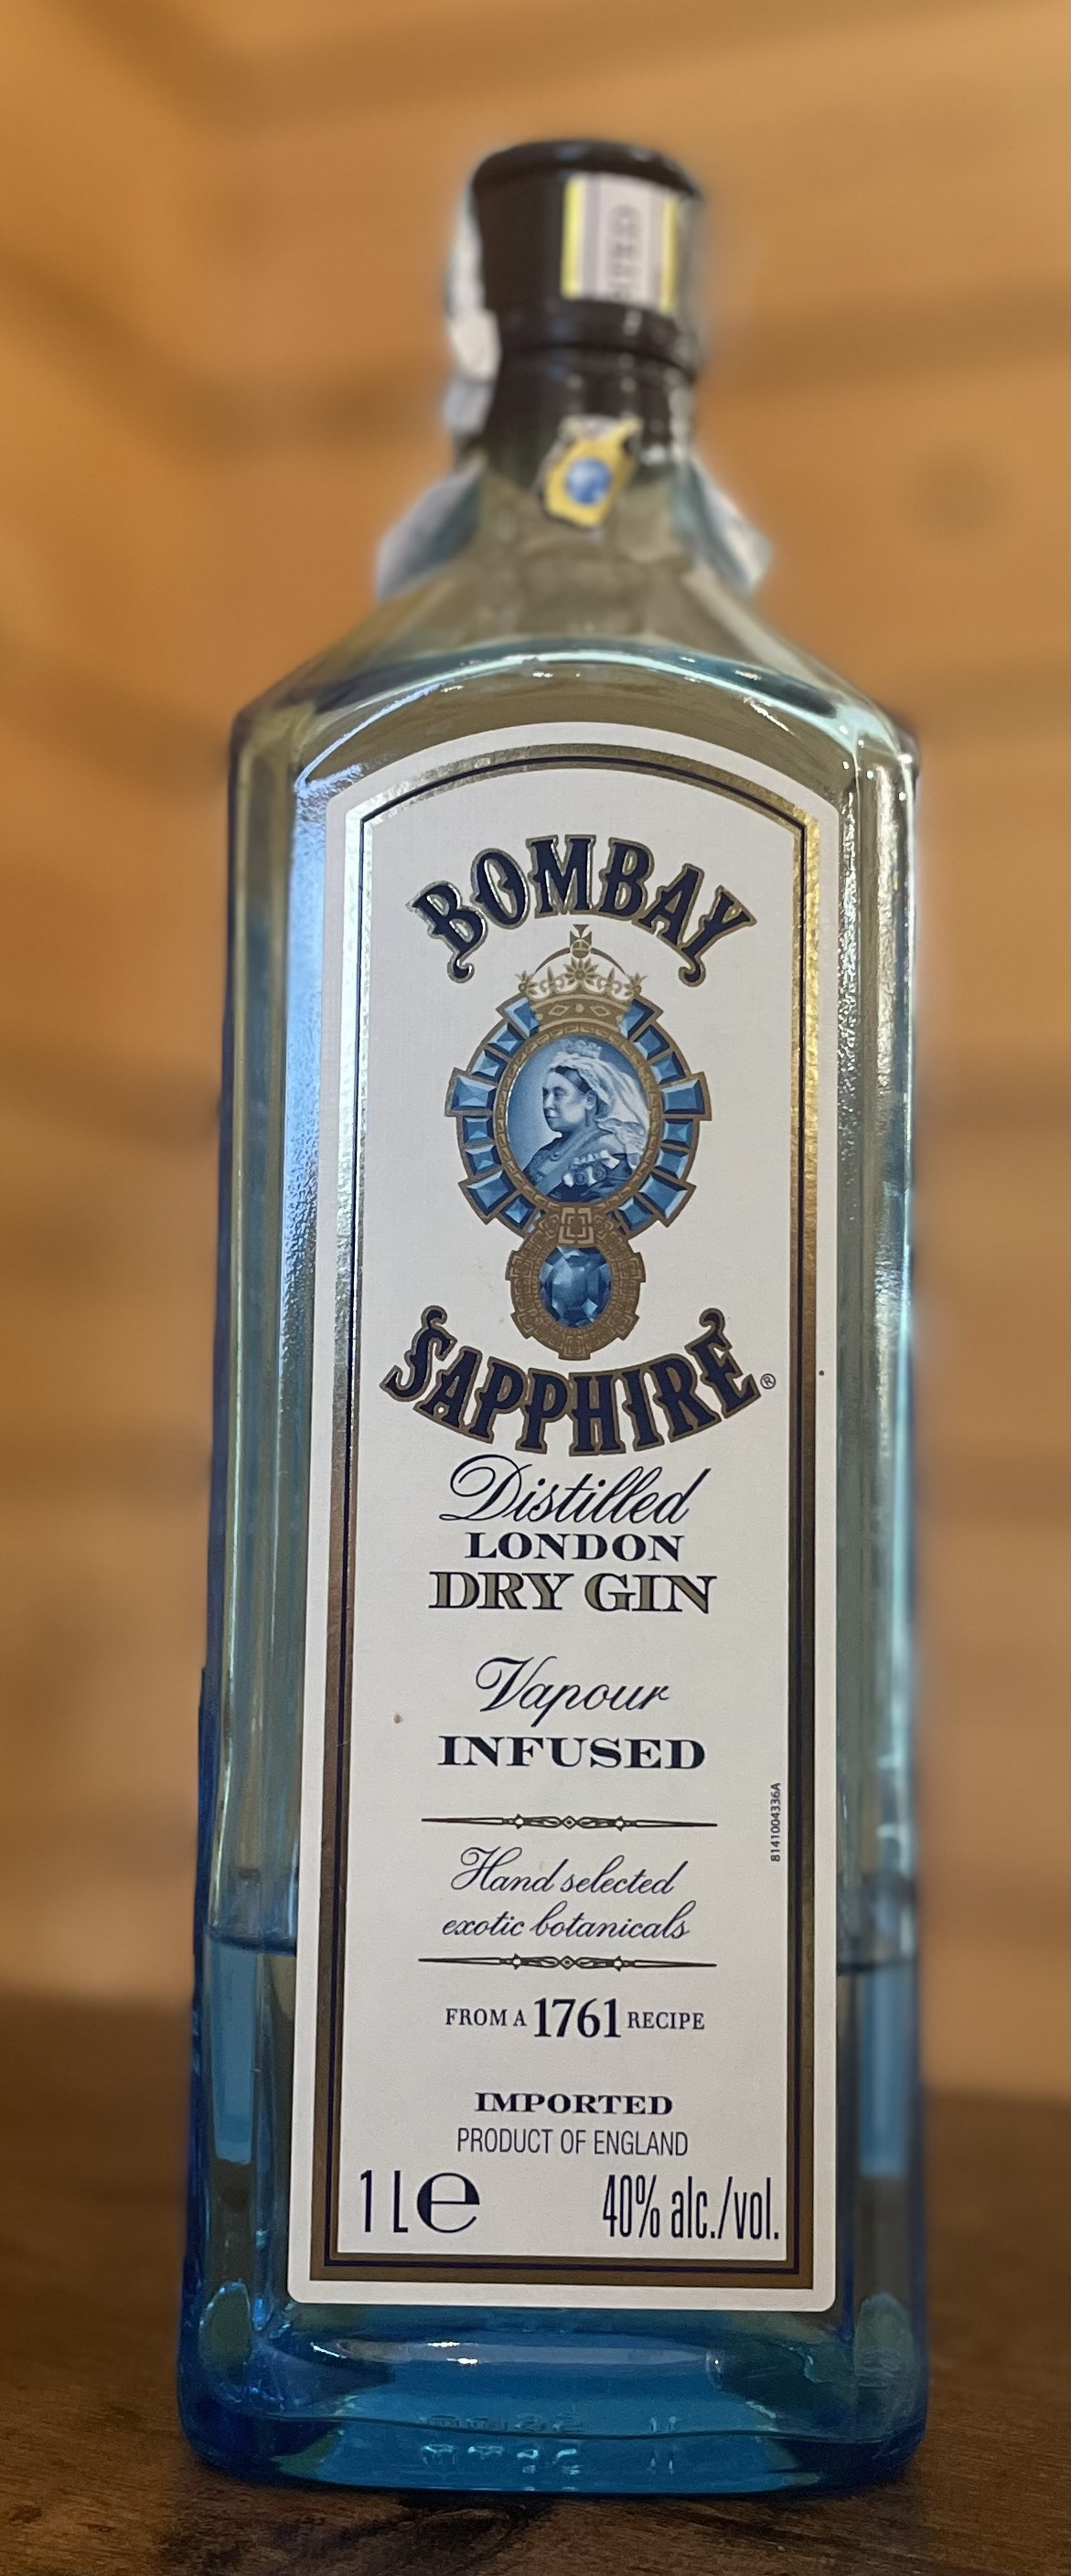 BOMBAY
SAPPHIRE®
Distilled
LONDON
DRY GIN
Vapour
INFUSED
8141004336A
Hand selected
exotic botanicals
FROM A 1761 RECIPE
IMPORTED
PRODUCT OF ENGLAND
1 L e 40% alc./vol.